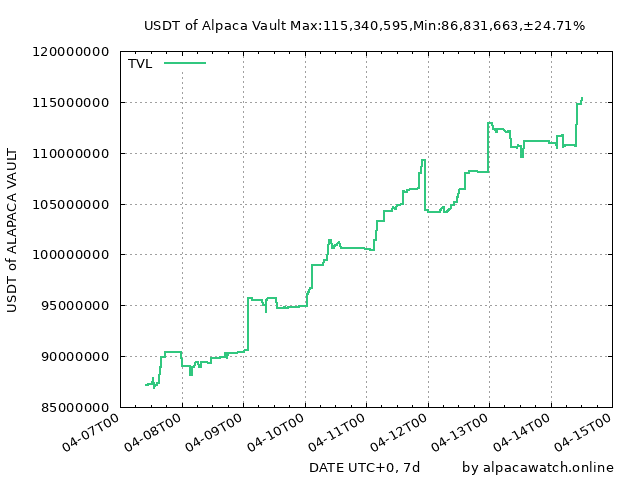 USDT of Alpaca Vault Max:115,340,595,Min:86,831,663,±24.71%
120000000
TVL
115000000
110000000
105000000
100000000
95000000
90000000
85000000
USDT of ALAPACA VAULT
04-07T00
04-08T00
04-09T00
04-10T00
04-11T00
04-12T00
04-13T00
04-14T00
04-15T00
DATE UTC+0, 7d
by alpacawatch.online